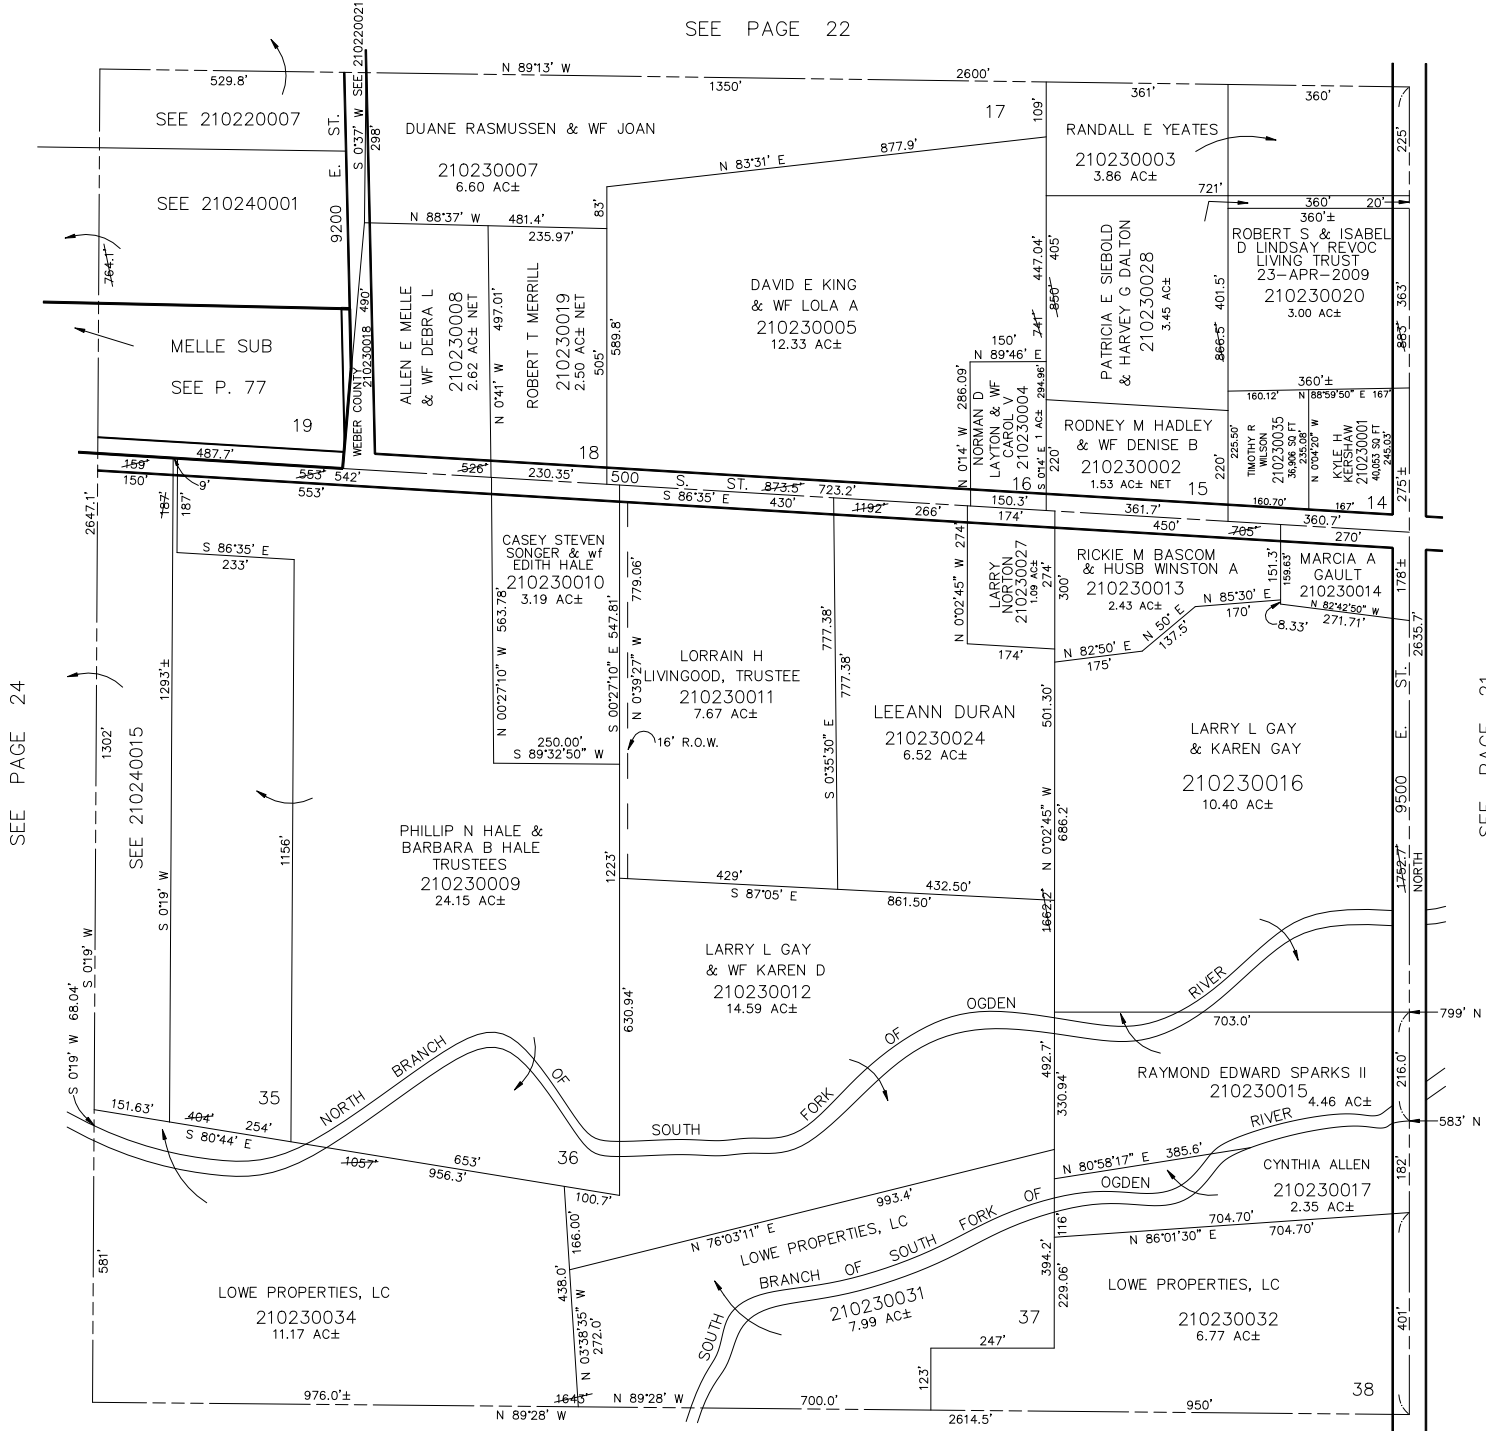 SEE PAGE 22
N 89°13' W
2600'
529.8'
1350'
361'
360'
SEE 210220021
S 0°37' W
298'
17
109'
225'
SEE 210220007
9200 E. ST.
DUANE RASMUSSEN & WF JOAN
210230007
6.60 AC±
N 83°31' E
877.9'
RANDALL E YEATES
210230003
3.86 AC±
721'
SEE 210240001
764.1'
N 88°37' W
481.4'
235.97'
83'
360'
20'
360'±
ROBERT S & ISABEL
D LINDSAY REVOC
LIVING TRUST
23-APR-2009
210230020
3.00 AC±
363'
883'
MELLE SUB
SEE P. 77
19
487.7'
WEBER COUNTY
210230018
490'
ALLEN E MELLE
& WF DEBRA L
210230008
2.62 AC± NET
N 0°41' W
497.01'
ROBERT T MERRILL
210230019
2.50 AC± NET
505'
589.8'
DAVID E KING
& WF LOLA A
210230005
12.33 AC±
447.04'
405'
850'
741'
PATRICIA E SIEBOLD
& HARVEY G DALTON
210230028
3.45 AC±
401.5'
866.5'
150'
N 89°46' E
N 0°14' W
286.09'
NORMAN D
LAYTON & WF
CAROL V
210230004
1 AC±
S 0°14' E
294.96'
16
RODNEY M HADLEY
& WF DENISE B
210230002
1.53 AC± NET
220'
220'
15
360'±
160.12'
N 88°59'50" E
167'
225.50'
TIMOTHY R
WILSON
210230035
36,906 SQ FT
235.08'
N 0°04'20" W
KYLE H
KERSHAW
210230001
40,053 SQ FT
245.03'
275'±
160.70'
167'
14
159'
150'
9'
553'
542'
553'
526'
230.35'
18
500 S. ST.
873.5'
723.2'
S 86°35' E
430'
1192'
266'
150.3'
174'
361.7'
450'
705'
360.7'
270'
2647.1'
187'
187'
S 86°35' E
233'
CASEY STEVEN
SONGER & wf
EDITH HALE
210230010
3.19 AC±
N 00°27'10" W
563.78'
S 00°27'10" E
547.81'
250.00'
S 89°32'50" W
779.06'
N 0°39'27" W
16' R.O.W.
LORRAIN H
LIVINGOOD, TRUSTEE
210230011
7.67 AC±
777.38'
777.38'
S 0°35'30" E
N 0°02'45" W
274'
LARRY
NORTON
210230027
1.09 AC±
274'
300'
174'
RICKIE M BASCOM
& HUSB WINSTON A
210230013
2.43 AC±
N 82°50' E
175'
N 50° E
137.5'
N 85°30' E
170'
151.3'
159.63'
MARCIA A
GAULT
210230014
N 82°42'50" W
271.71'
8.33'
178'±
2635.7'
SEE PAGE 24
1302'
1293'±
SEE 210240015
S 0°19' W
1156'
PHILLIP N HALE &
BARBARA B HALE
TRUSTEES
210230009
24.15 AC±
1223'
LEEANN DURAN
210230024
6.52 AC±
501.30'
N 0°02'45" W
686.2'
1662.2'
LARRY L GAY
& KAREN GAY
210230016
10.40 AC±
9500 E. ST.
1752.7'
NORTH
429'
S 87°05' E
432.50'
861.50'
LARRY L GAY
& WF KAREN D
210230012
14.59 AC±
630.94'
S 0°19' W
S 0°19' W 68.04'
NORTH BRANCH OF SOUTH FORK OF OGDEN RIVER
703.0'
799' N
492.7'
330.94'
RAYMOND EDWARD SPARKS II
210230015
4.46 AC±
216.0'
583' N
151.63'
404'
S 80°44' E
254'
35
1057'
653'
956.3'
36
100.7'
N 80°58'17" E
385.6'
CYNTHIA ALLEN
210230017
2.35 AC±
182'
993.4'
N 76°03'11" E
LOWE PROPERTIES, LC
SOUTH BRANCH OF SOUTH FORK OF OGDEN RIVER
210230031
7.99 AC±
116'
394.2'
229.06'
N 86°01'30" E
704.70'
704.70'
581'
LOWE PROPERTIES, LC
210230034
11.17 AC±
166.00'
438.0'
N 03°38'35" W
272.0'
37
247'
123'
LOWE PROPERTIES, LC
210230032
6.77 AC±
401'
38
976.0'±
1643'
N 89°28' W
N 89°28' W
700.0'
2614.5'
950'